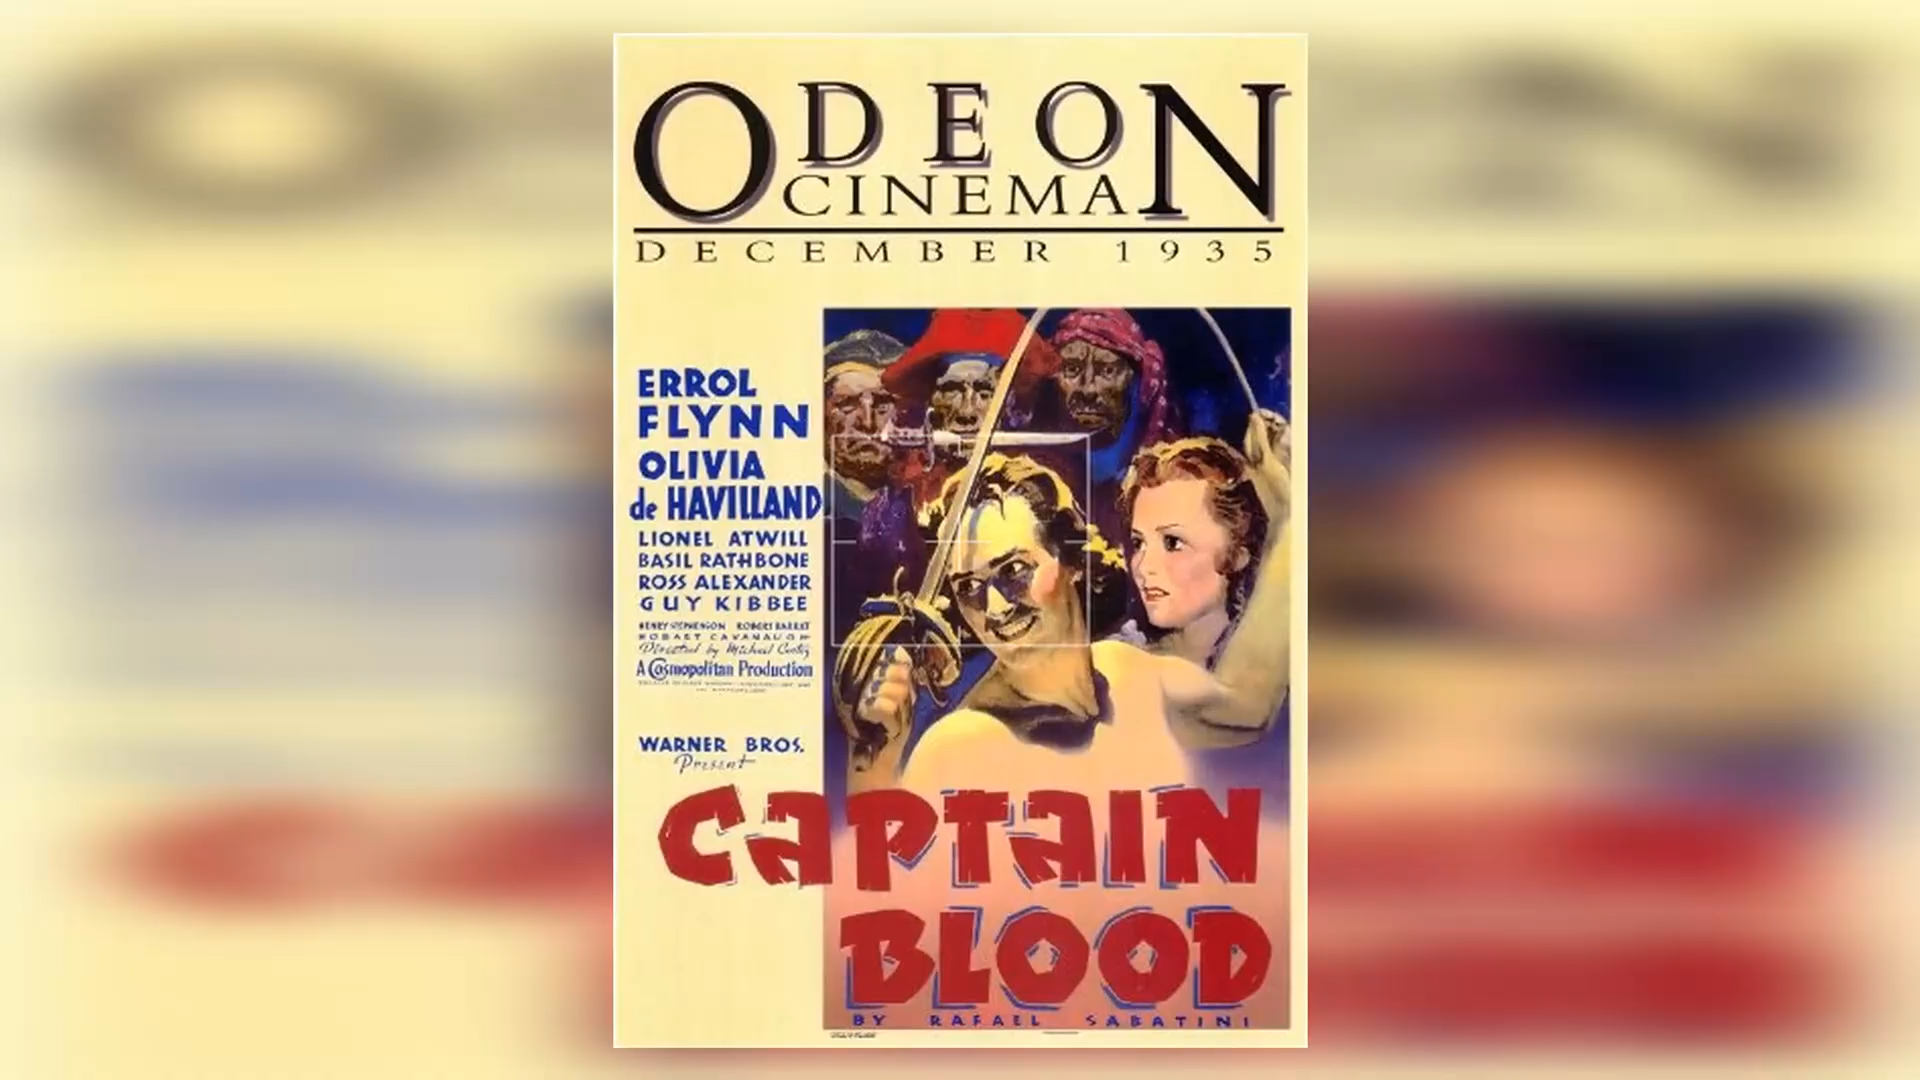 ODEON
CINEMA
DECEMBER 1935
ERROL
FLYNN
OLIVIA
de HAVILLAND
LIONEL ATWILL
BASIL RATHBONE
ROSS ALEXANDER
GUY KIBBEE
HENRY STEPHENSON ROBERT BARRAT
HOBART CAVANAUGH
Directed by Michael Curtiz
A Cosmopolitan Production
WARNER BROS.
Present
CAPTAIN
BLOOD
BY RAFAEL SABATINI